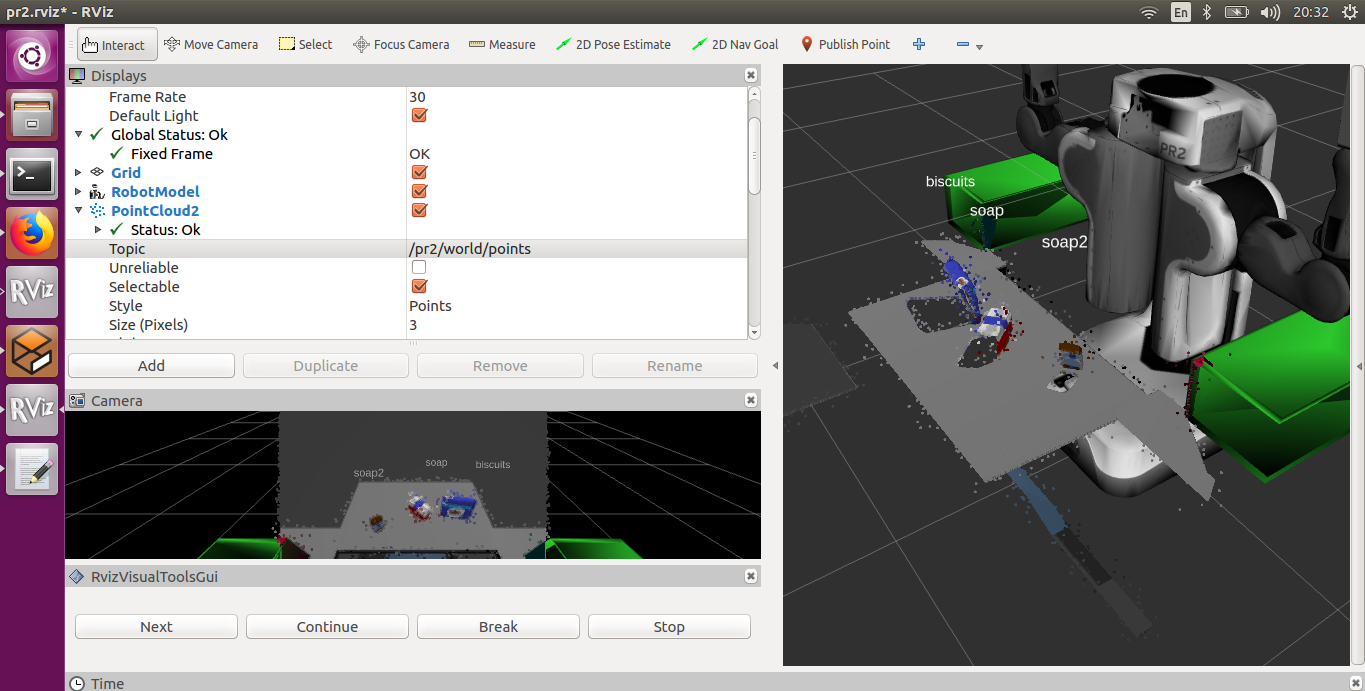 pr2.rviz* - RViz
En
20:32
Interact
Move Camera
Select
Focus Camera
Measure
2D Pose Estimate
2D Nav Goal
Publish Point
Displays
Frame Rate 30
Default Light
Global Status: Ok
Fixed Frame OK
Grid
RobotModel
PointCloud2
Status: Ok
Topic /pr2/world/points
Unreliable
Selectable
Style Points
Size (Pixels) 3
Add
Duplicate
Remove
Rename
Camera
soap2
soap
biscuits
RvizVisualToolsGui
Next
Continue
Break
Stop
Time
biscuits
soap
soap2
PR2
RViz
RViz